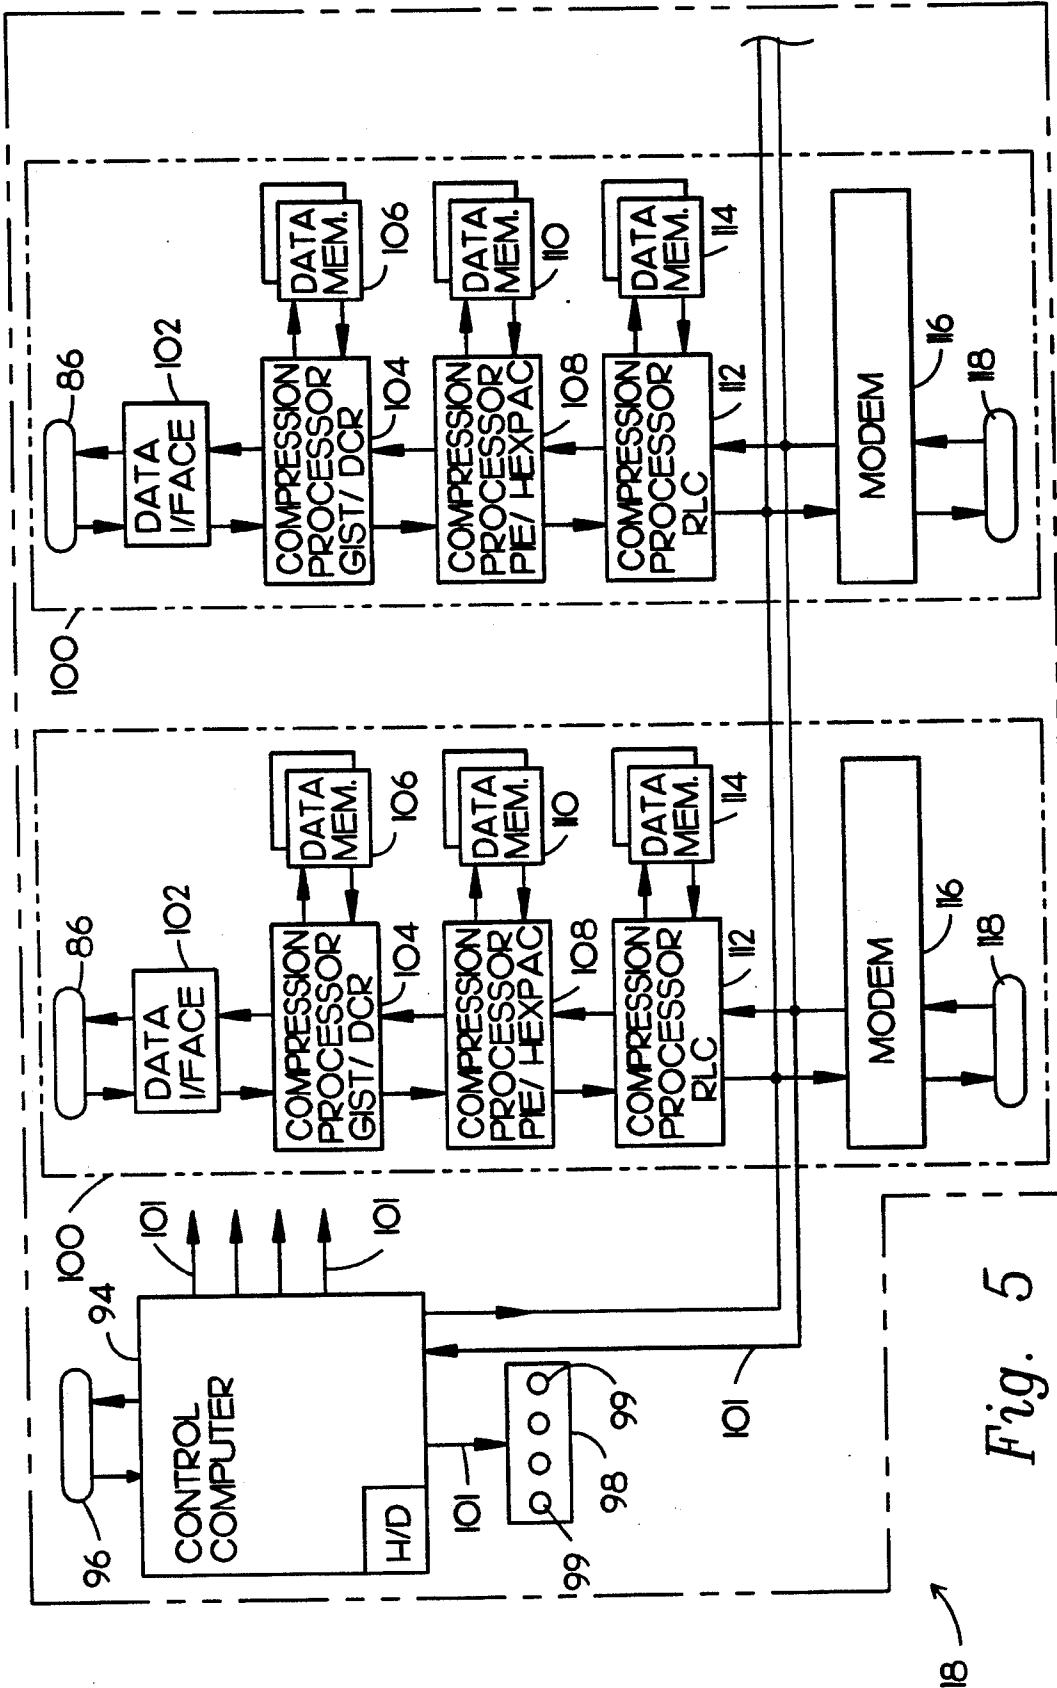 96
94
CONTROL
COMPUTER
H/D
101
101
101
101
99
99
98
100
86
102
DATA
I/FACE
COMPRESSION
PROCESSOR
GIST/ DCR
104
DATA
MEM.
106
COMPRESSION
PROCESSOR
PIE/ HEXPAC
108
DATA
MEM.
110
COMPRESSION
PROCESSOR
RLC
112
DATA
MEM.
114
MODEM
116
118
100
86
102
DATA
I/FACE
COMPRESSION
PROCESSOR
GIST/ DCR
104
DATA
MEM.
106
COMPRESSION
PROCESSOR
PIE/ HEXPAC
108
DATA
MEM.
110
COMPRESSION
PROCESSOR
RLC
112
DATA
MEM.
114
MODEM
116
118
18
Fig. 5